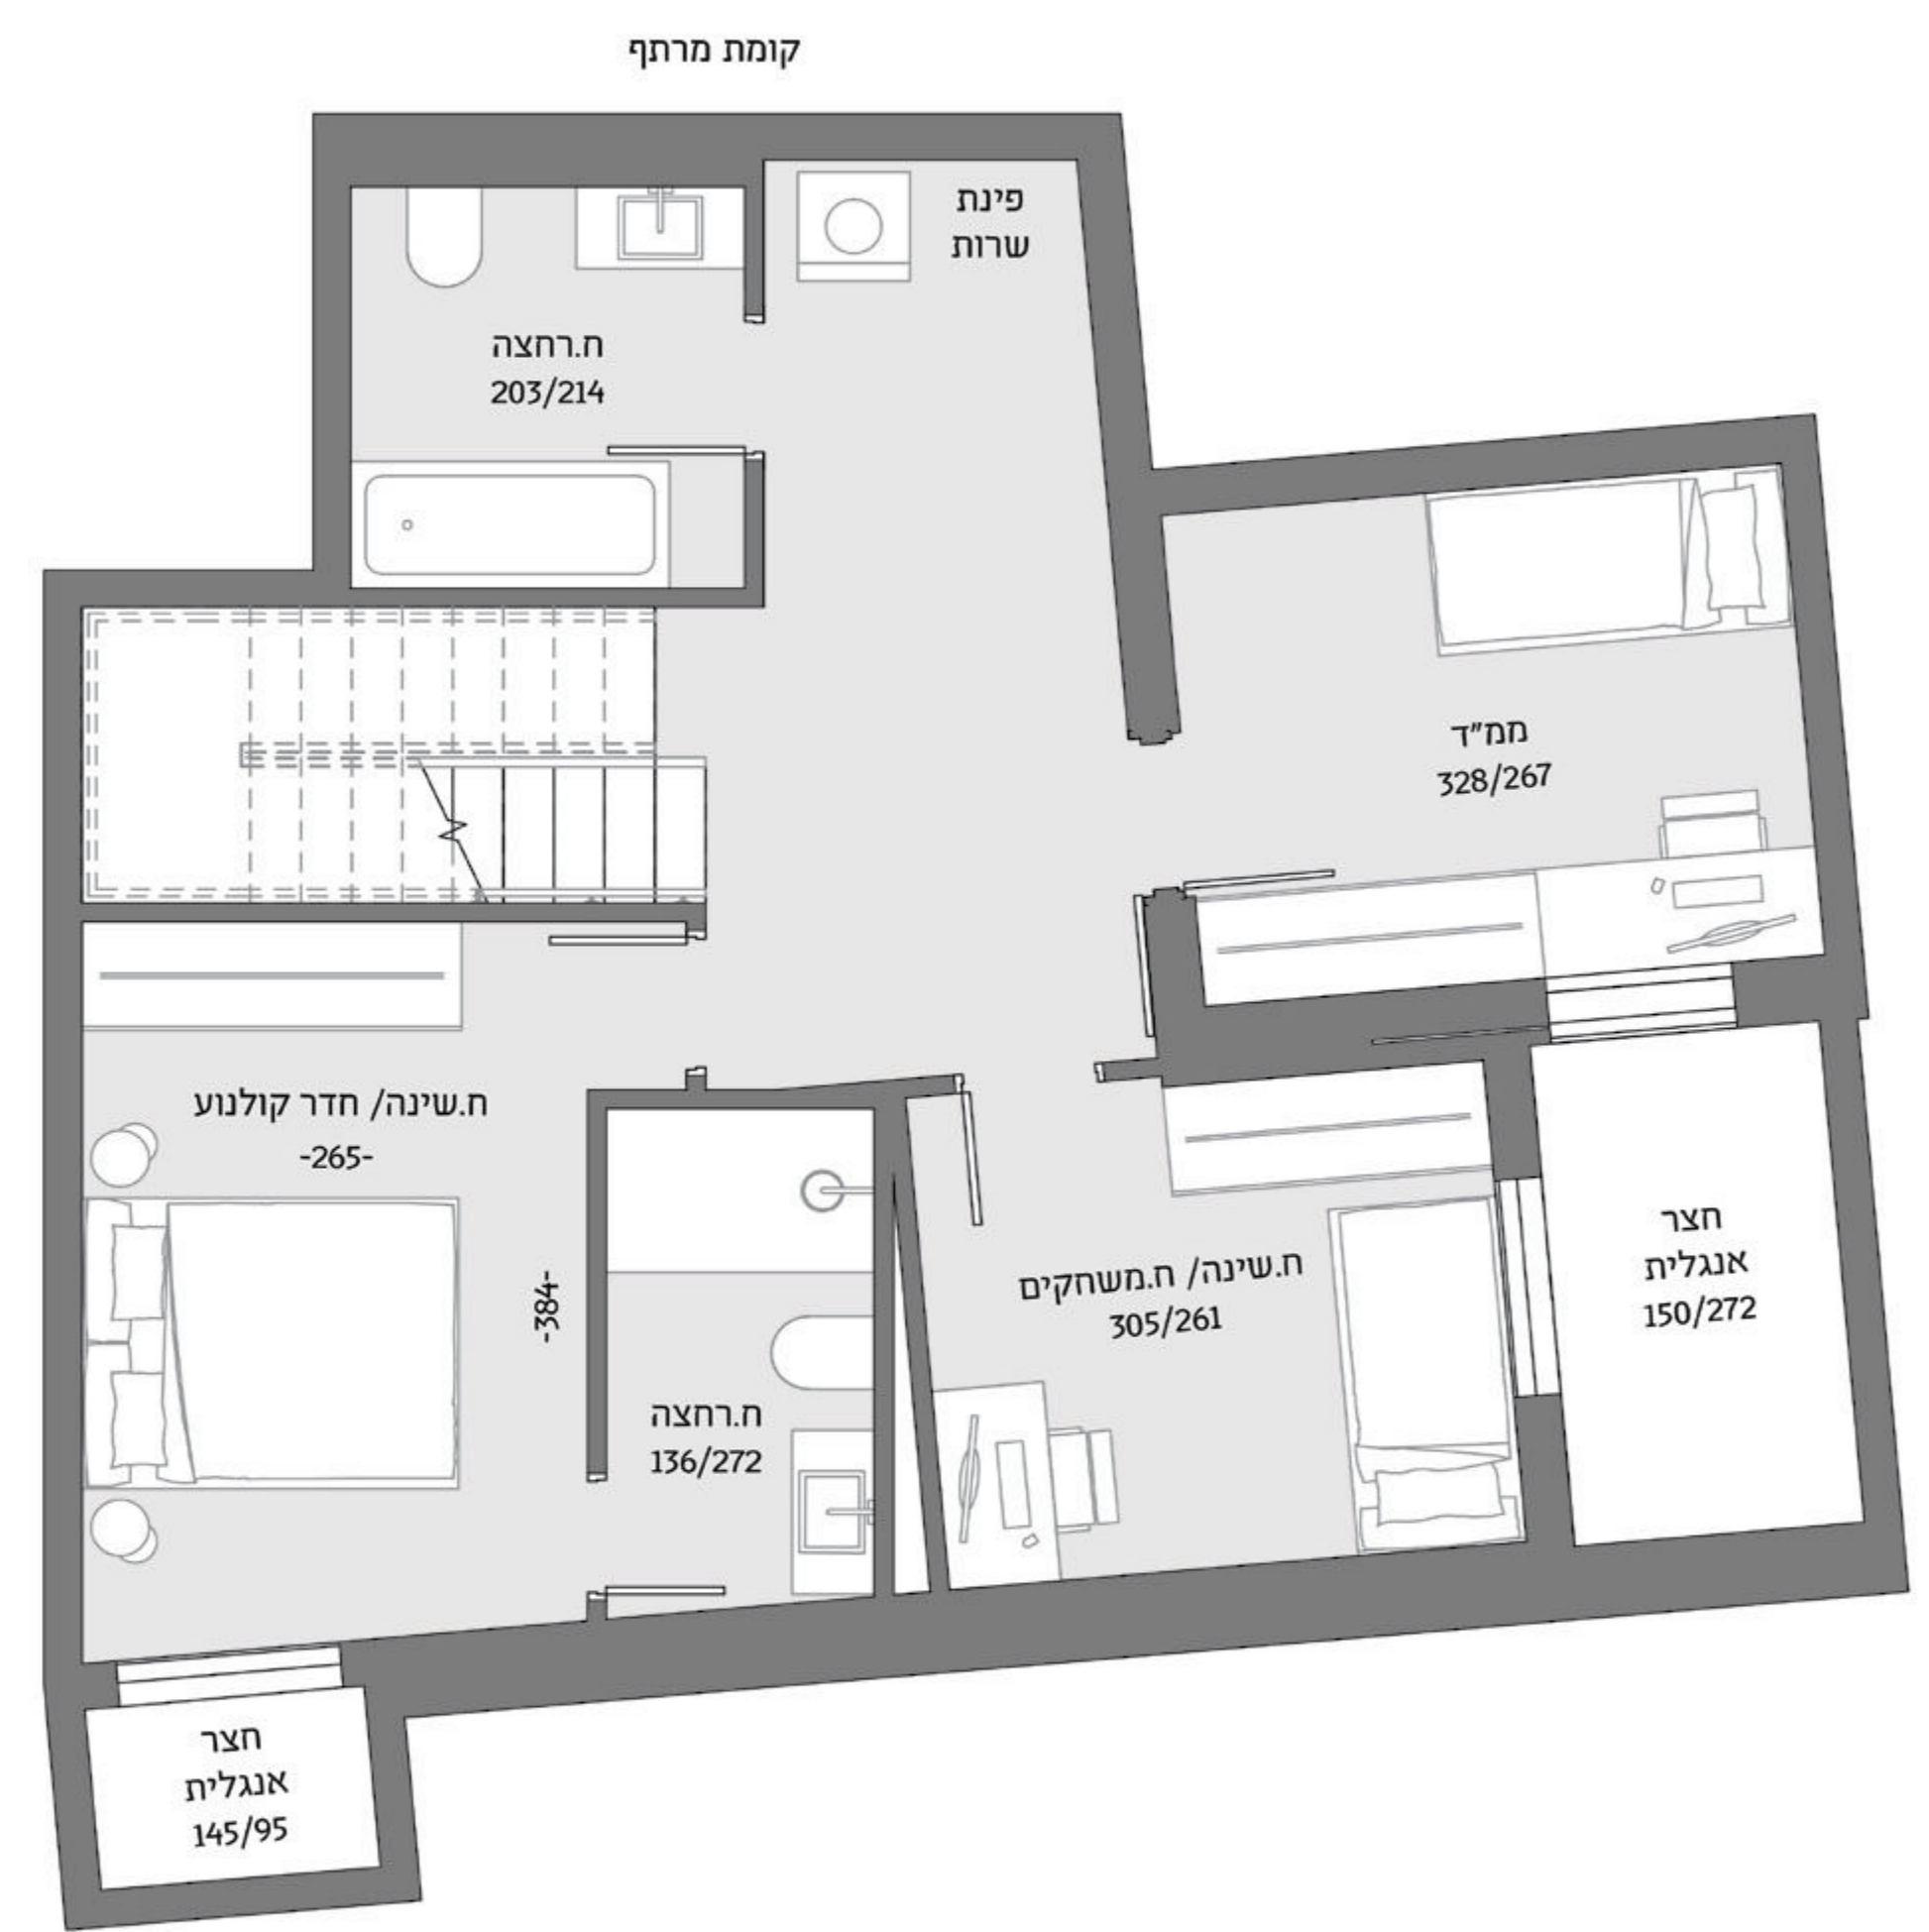 קומת מרתף
פינת
שרות
ח.רחצה
203/214
ממ"ד
328/267
ח.שינה/ חדר קולנוע
-265-
-384-
ח.רחצה
136/272
ח.שינה/ ח.משחקים
305/261
חצר
אנגלית
150/272
חצר
אנגלית
145/95